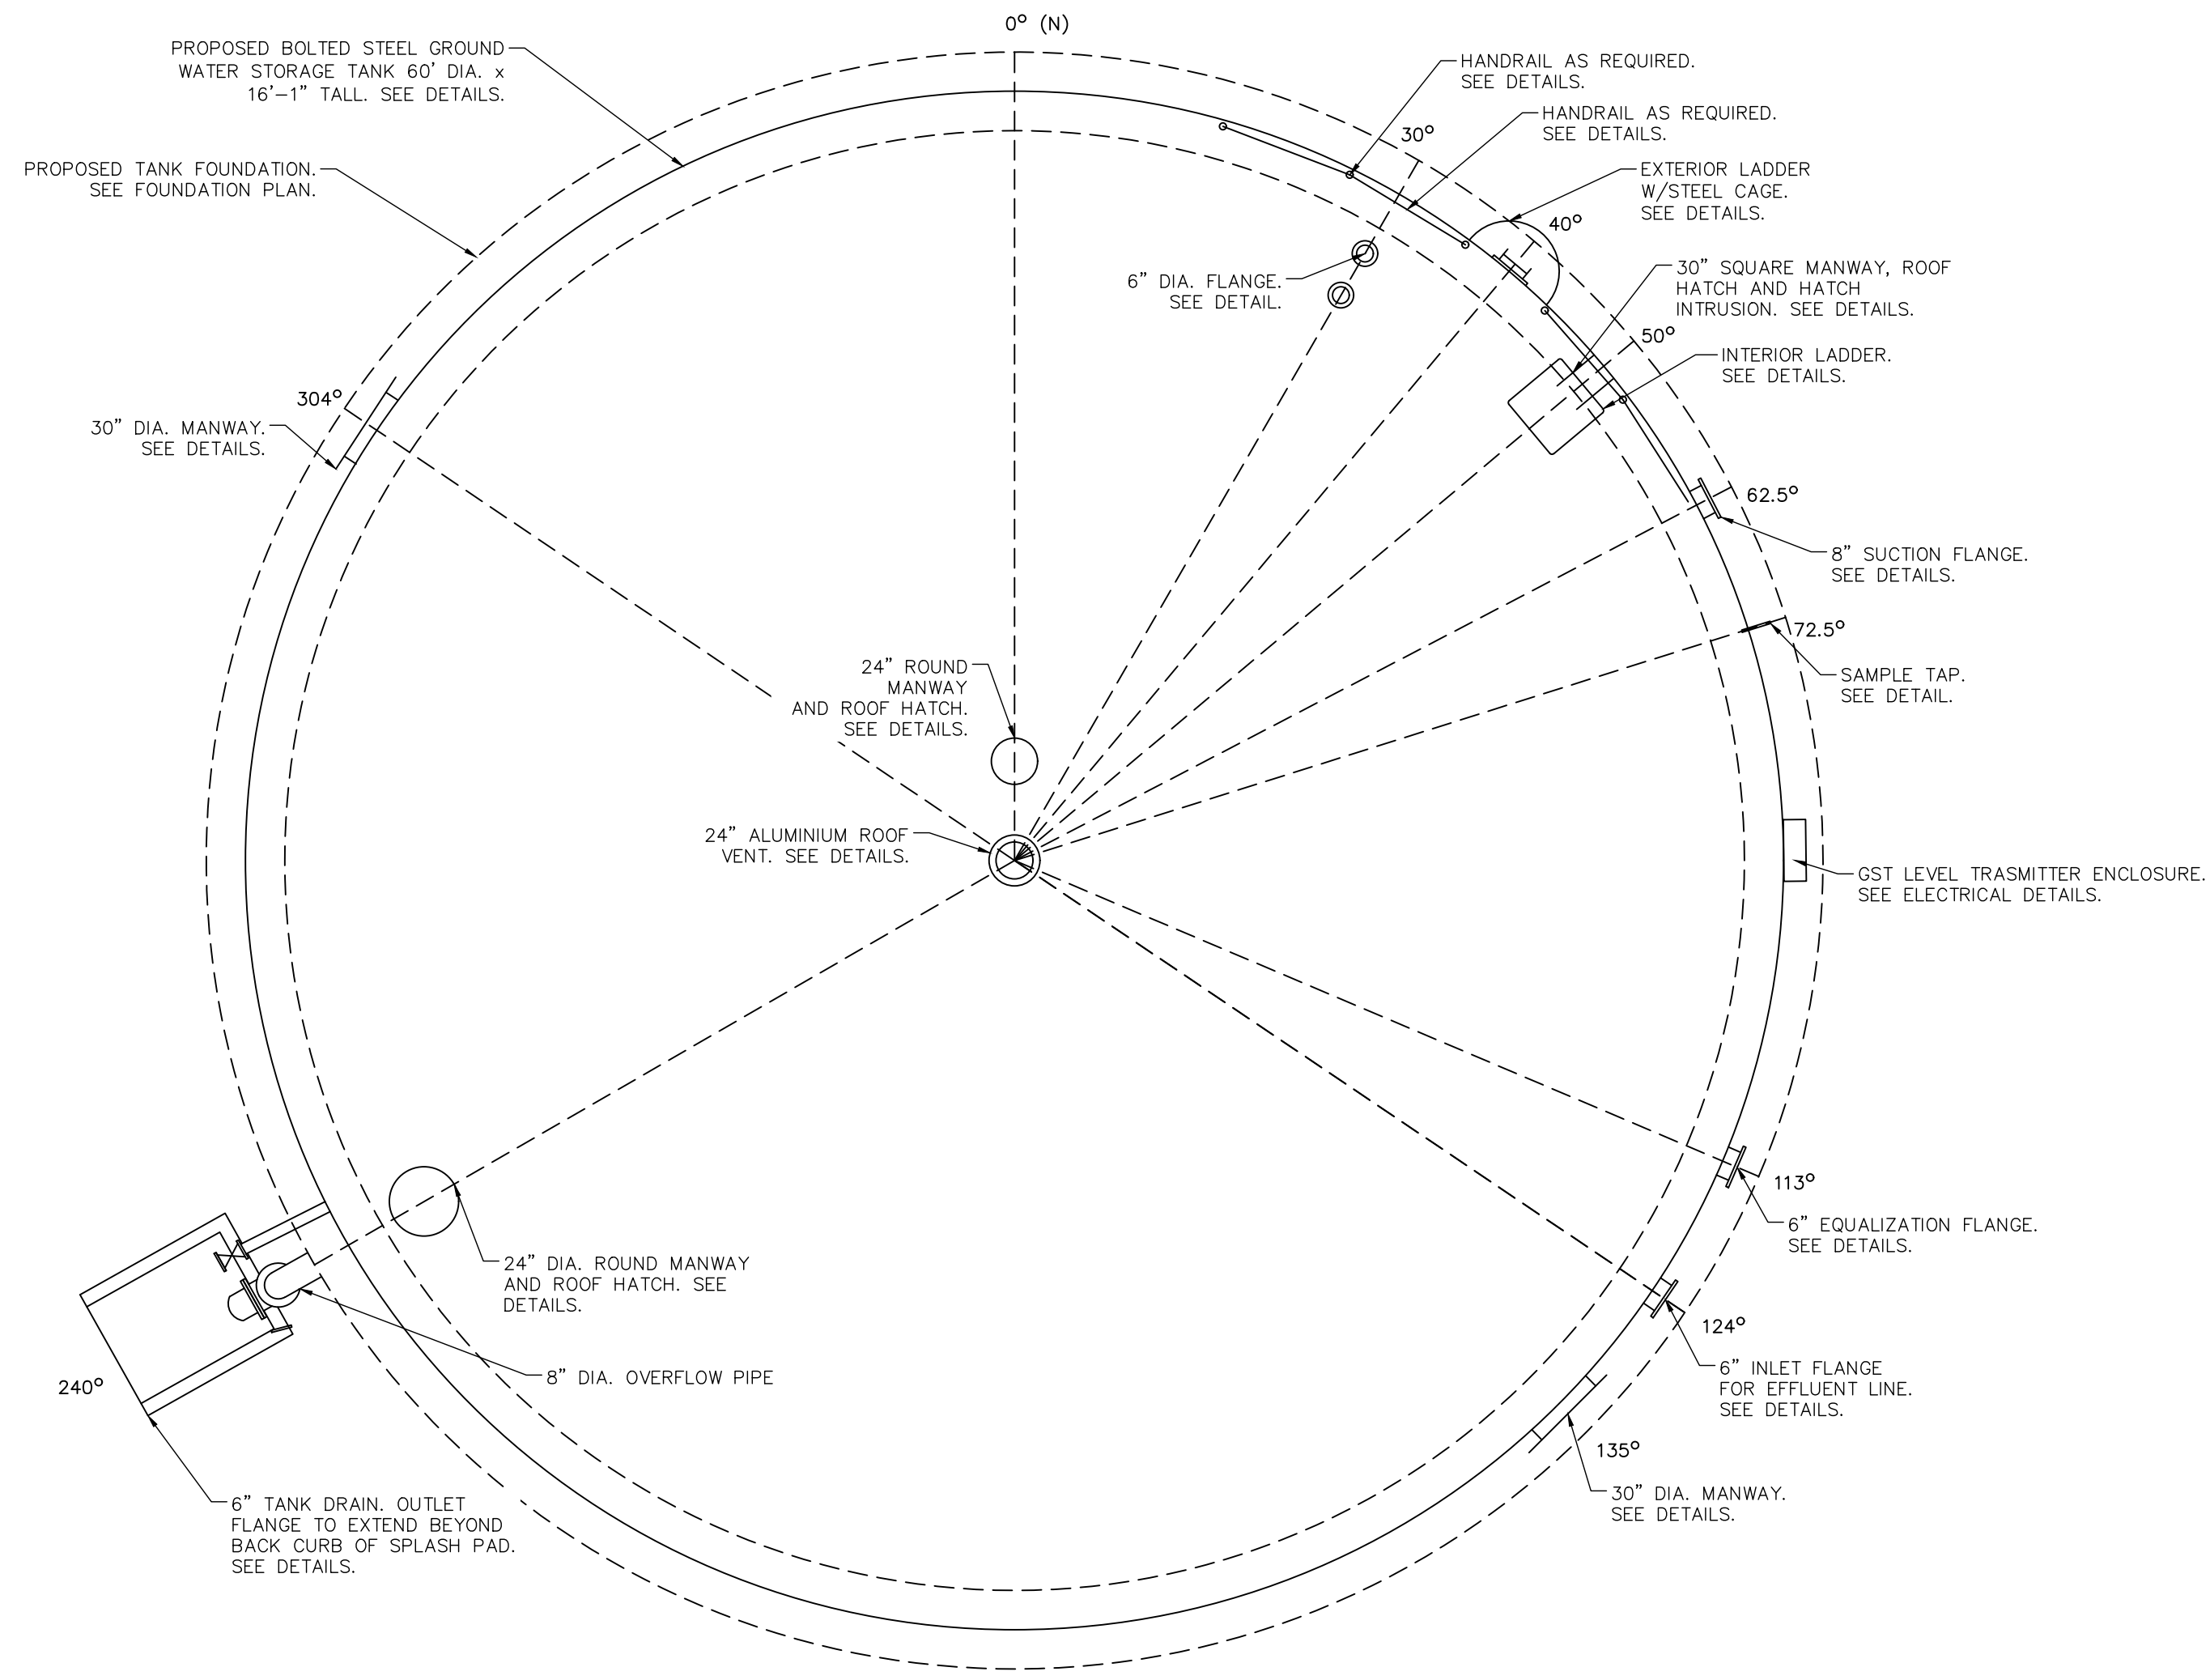 0° (N)
PROPOSED BOLTED STEEL GROUND
WATER STORAGE TANK 60' DIA. x
16'-1" TALL. SEE DETAILS.
HANDRAIL AS REQUIRED.
SEE DETAILS.
HANDRAIL AS REQUIRED.
SEE DETAILS.
30°
PROPOSED TANK FOUNDATION.
SEE FOUNDATION PLAN.
EXTERIOR LADDER
W/STEEL CAGE.
SEE DETAILS.
40°
6" DIA. FLANGE.
SEE DETAIL.
30" SQUARE MANWAY, ROOF
HATCH AND HATCH
INTRUSION. SEE DETAILS.
50°
INTERIOR LADDER.
SEE DETAILS.
304°
30" DIA. MANWAY.
SEE DETAILS.
62.5°
8" SUCTION FLANGE.
SEE DETAILS.
72.5°
SAMPLE TAP.
SEE DETAIL.
24" ROUND
MANWAY
AND ROOF HATCH.
SEE DETAILS.
24" ALUMINIUM ROOF
VENT. SEE DETAILS.
GST LEVEL TRASMITTER ENCLOSURE.
SEE ELECTRICAL DETAILS.
113°
6" EQUALIZATION FLANGE.
SEE DETAILS.
24" DIA. ROUND MANWAY
AND ROOF HATCH. SEE
DETAILS.
124°
6" INLET FLANGE
FOR EFFLUENT LINE.
SEE DETAILS.
8" DIA. OVERFLOW PIPE
240°
135°
30" DIA. MANWAY.
SEE DETAILS.
6" TANK DRAIN. OUTLET
FLANGE TO EXTEND BEYOND
BACK CURB OF SPLASH PAD.
SEE DETAILS.